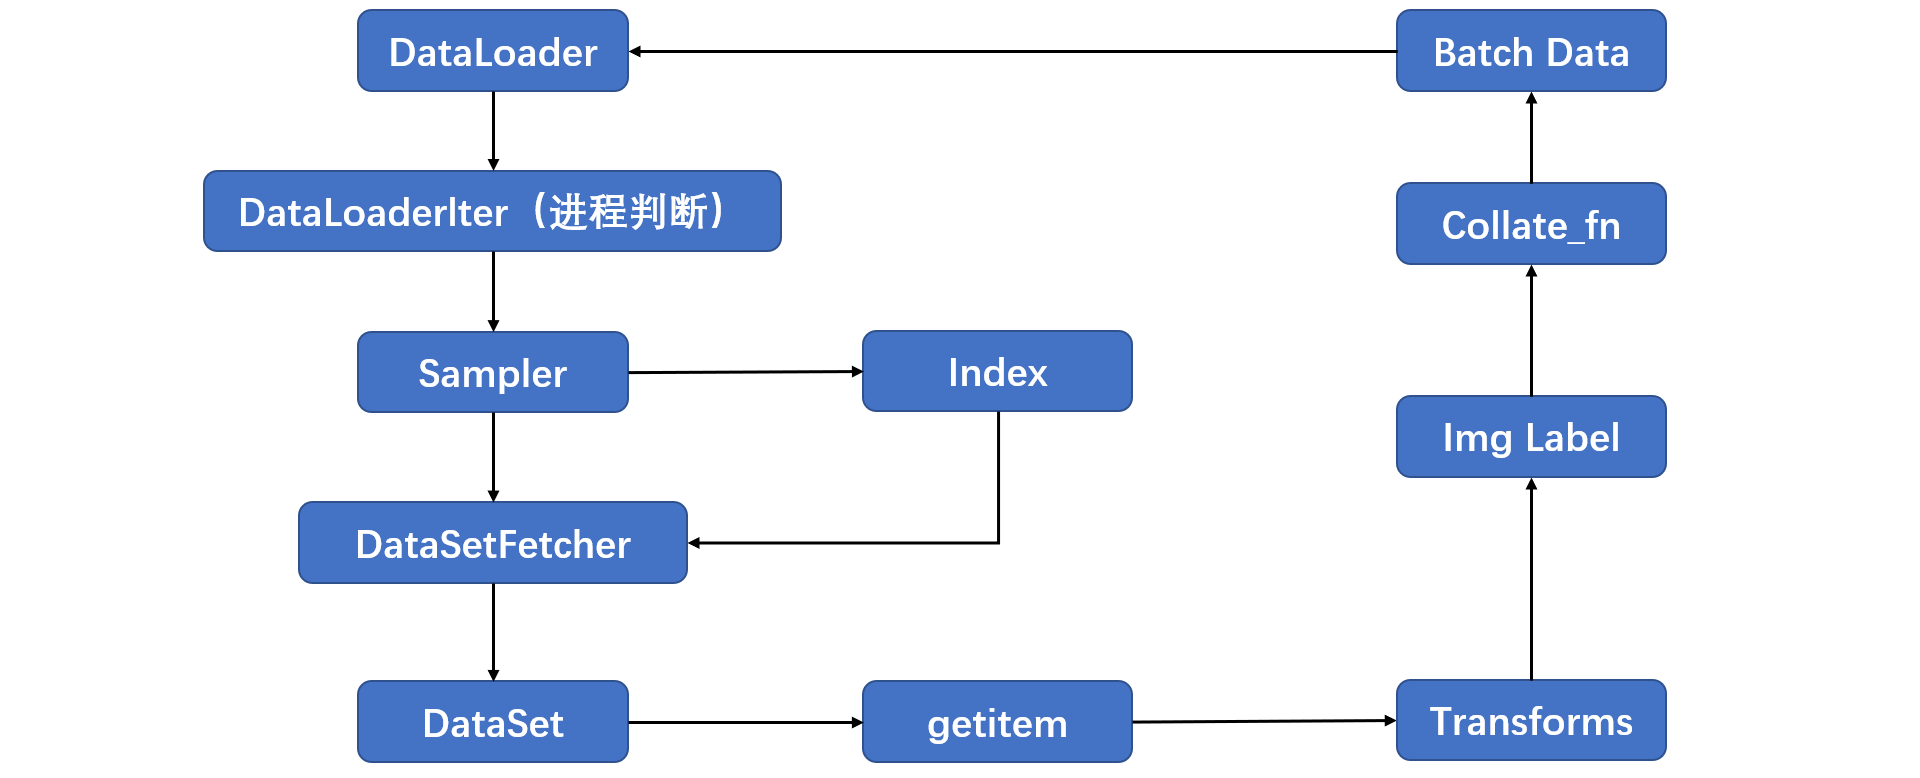 DataLoader
Batch Data
DataLoaderIter（进程判断）
Collate_fn
Sampler
Index
Img Label
DataSetFetcher
DataSet
getitem
Transforms